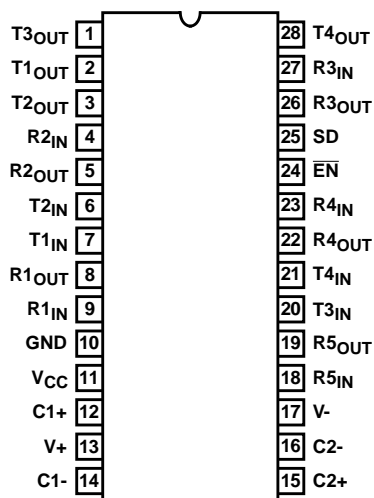 T3OUT 1 28 T4OUT
T1OUT 2 27 R3IN
T2OUT 3 26 R3OUT
R2IN 4 25 SD
R2OUT 5 24 EN
T2IN 6 23 R4IN
T1IN 7 22 R4OUT
R1OUT 8 21 T4IN
R1IN 9 20 T3IN
GND 10 19 R5OUT
VCC 11 18 R5IN
C1+ 12 17 V-
V+ 13 16 C2-
C1- 14 15 C2+